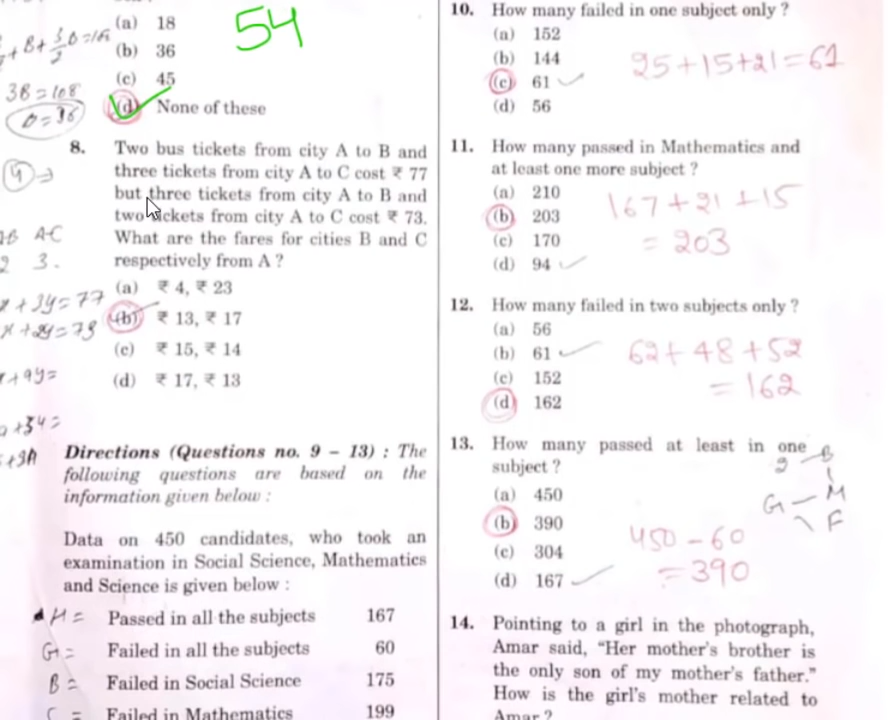 54
(a) 18
(b) 36
(c) 45
(d) None of these
3B = 108
B = 36
8. Two bus tickets from city A to B and
three tickets from city A to C cost ₹ 77
but three tickets from city A to B and
two tickets from city A to C cost ₹ 73.
What are the fares for cities B and C
respectively from A ?
(a) ₹ 4, ₹ 23
(b) ₹ 13, ₹ 17
(c) ₹ 15, ₹ 14
(d) ₹ 17, ₹ 13
A-C
2 3.
x + 3y = 77
x + 2y = 73
Directions (Questions no. 9 – 13) : The
following questions are based on the
information given below :
Data on 450 candidates, who took an
examination in Social Science, Mathematics
and Science is given below :
H = Passed in all the subjects 167
G = Failed in all the subjects 60
B = Failed in Social Science 175
C = Failed in Mathematics 199
10. How many failed in one subject only ?
(a) 152
(b) 144
(c) 61
(d) 56
25+15+21=61
11. How many passed in Mathematics and
at least one more subject ?
(a) 210
(b) 203
(c) 170
(d) 94
167+21+15
= 203
12. How many failed in two subjects only ?
(a) 56
(b) 61
(c) 152
(d) 162
62+48+52
= 162
13. How many passed at least in one
subject ?
(a) 450
(b) 390
(c) 304
(d) 167
450-60
=390
B
G – M
F
14. Pointing to a girl in the photograph,
Amar said, “Her mother’s brother is
the only son of my mother’s father.”
How is the girl’s mother related to
Amar ?